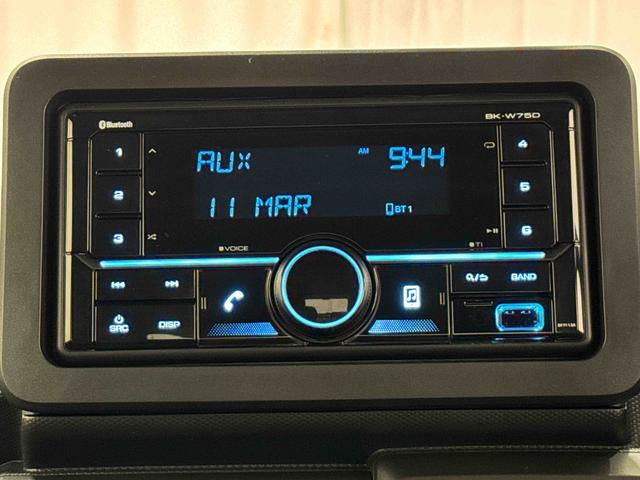 Bluetooth
BK-W75D
1
AUX
AM 9:44
4
2
11 MAR
BT1
5
3
6
VOICE
TI
BAND
SRC
DISP